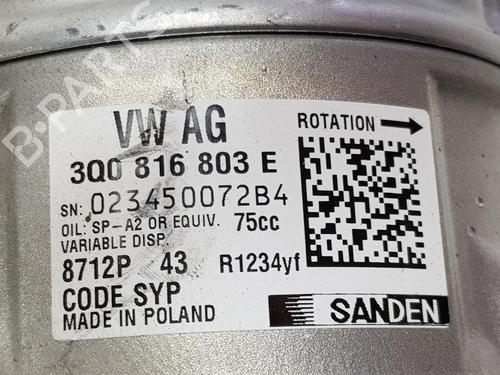 VW AG
ROTATION
3Q0 816 803 E
SN: 023450072B4
OIL: SP-A2 OR EQUIV. 75cc
VARIABLE DISP.
8712P 43 R1234yf
CODE SYP
MADE IN POLAND
SANDEN
B-PARTS